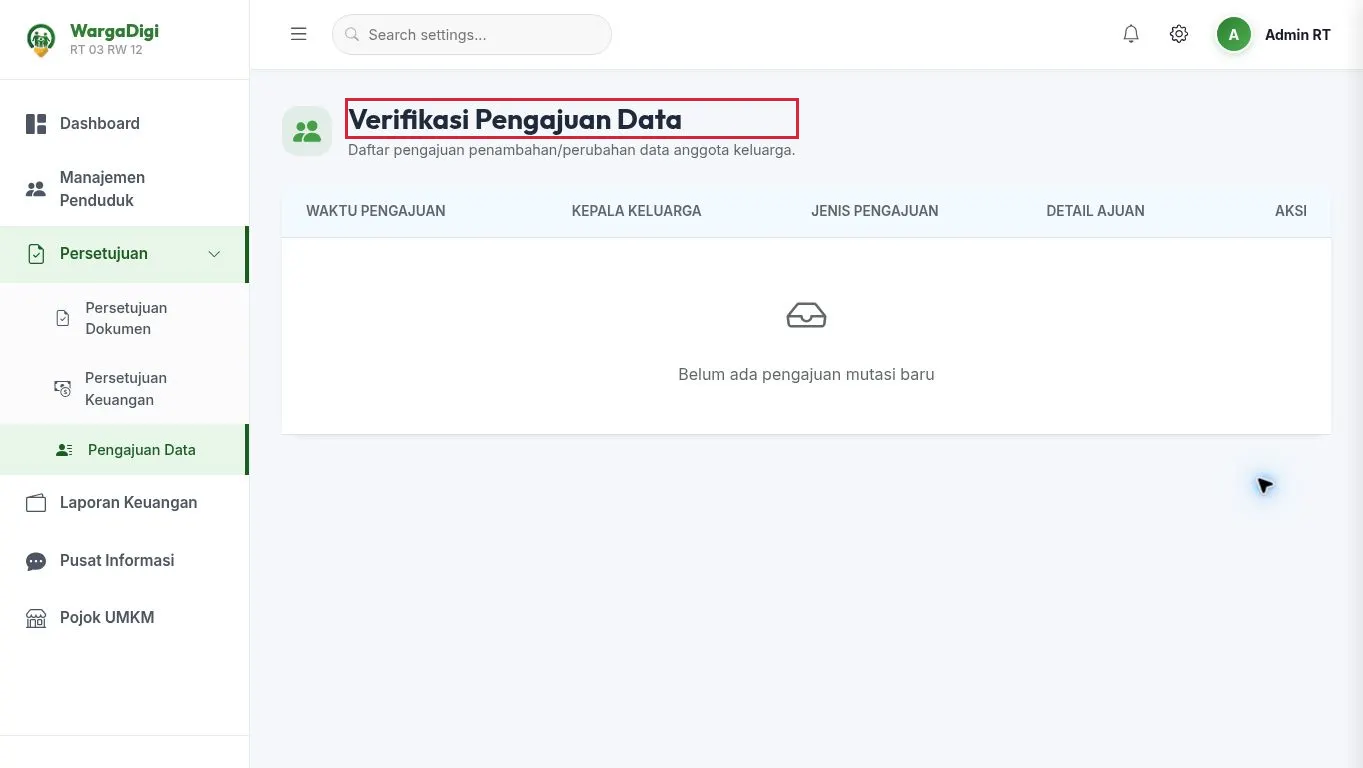 WargaDigi
RT 03 RW 12
Search settings...
A
Admin RT
Dashboard
Manajemen
Penduduk
Persetujuan
Persetujuan
Dokumen
Persetujuan
Keuangan
Pengajuan Data
Laporan Keuangan
Pusat Informasi
Pojok UMKM
Verifikasi Pengajuan Data
Daftar pengajuan penambahan/perubahan data anggota keluarga.
WAKTU PENGAJUAN KEPALA KELUARGA JENIS PENGAJUAN DETAIL AJUAN AKSI
Belum ada pengajuan mutasi baru